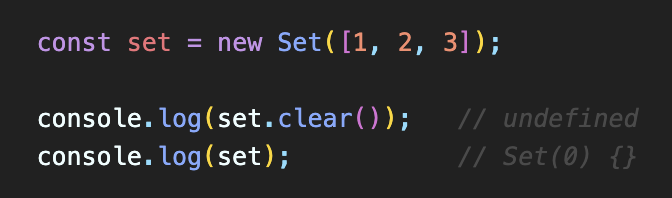 const set = new Set([1, 2, 3]);
console.log(set.clear());   // undefined
console.log(set);           // Set(0) {}